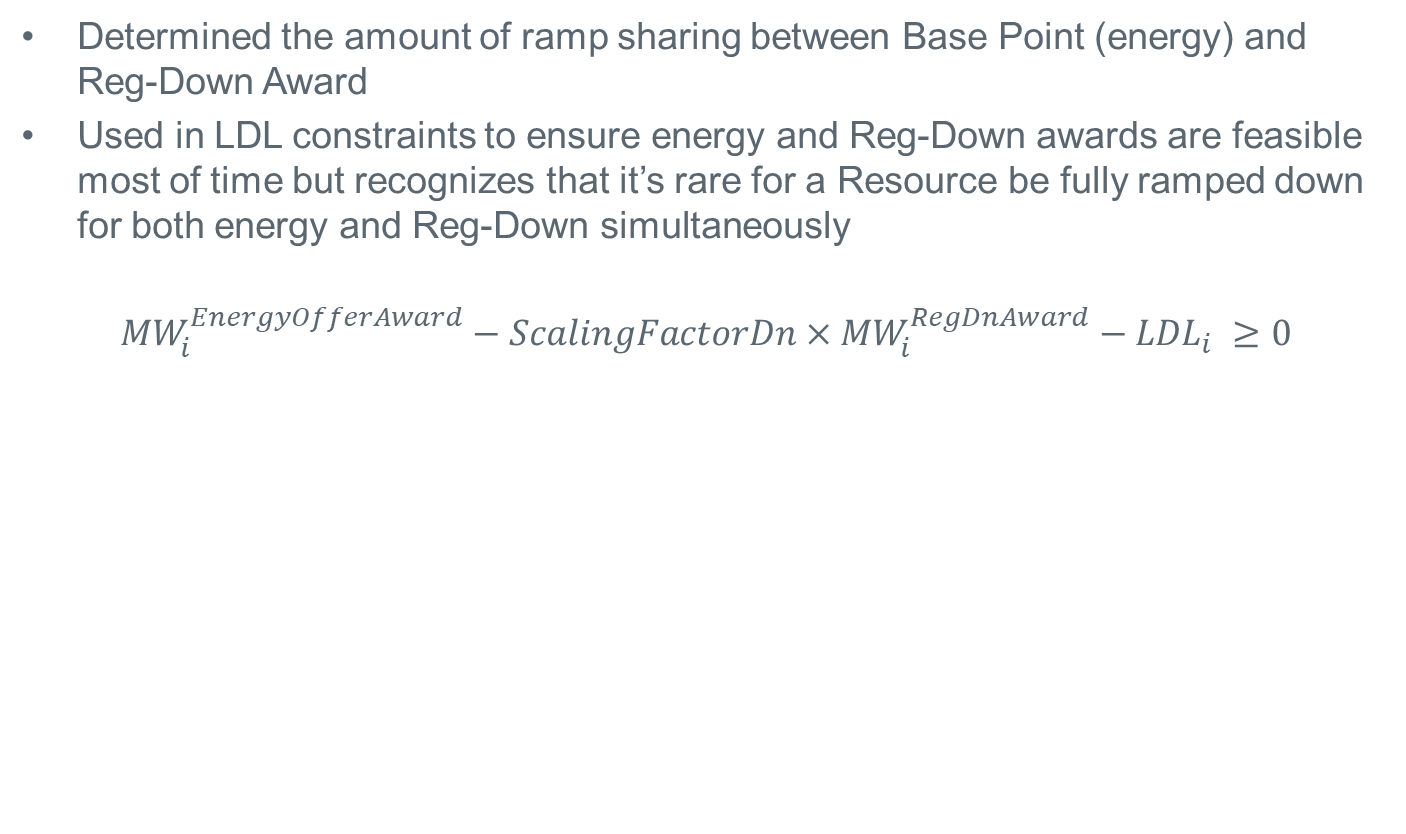 • Determined the amount of ramp sharing between Base Point (energy) and
Reg-Down Award
• Used in LDL constraints to ensure energy and Reg-Down awards are feasible
most of time but recognizes that it’s rare for a Resource be fully ramped down
for both energy and Reg-Down simultaneously
MW_i^{EnergyOfferAward} − ScalingFactorDn × MW_i^{RegDnAward} − LDL_i ≥ 0